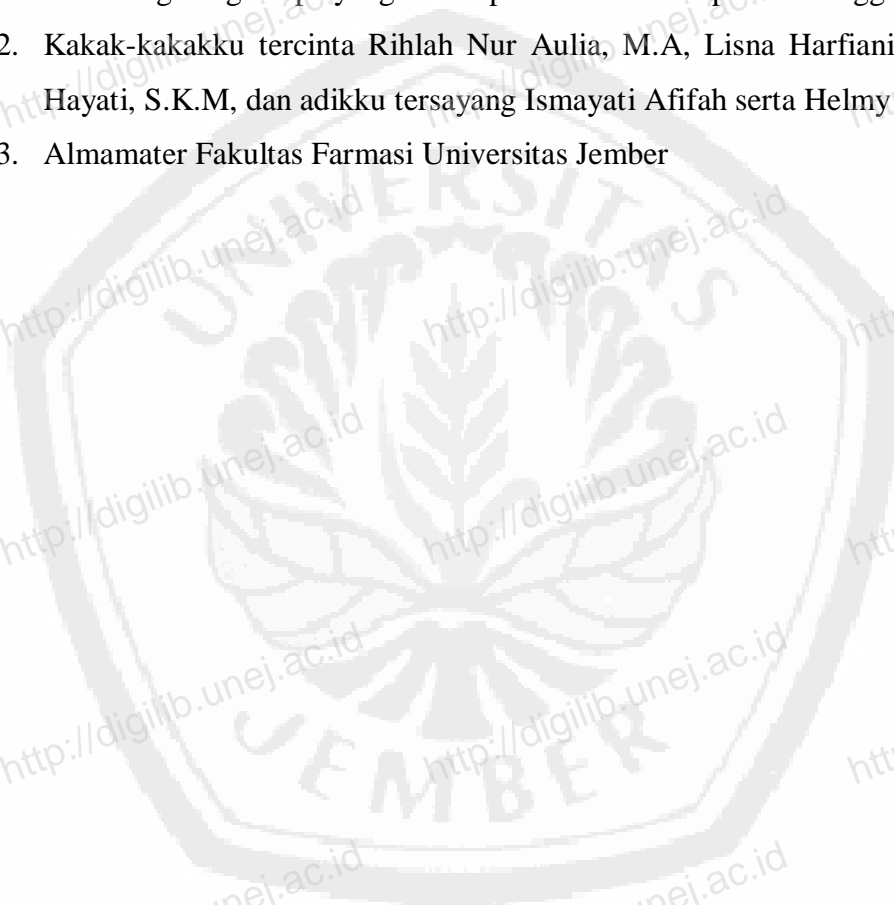 2. Kakak-kakakku tercinta Rihlah Nur Aulia, M.A, Lisna Harfiani
Hayati, S.K.M, dan adikku tersayang Ismayati Afifah serta Helmy
3. Almamater Fakultas Farmasi Universitas Jember
UNIVERSITAS
JEMBER
http://digilib.unej.ac.id
http://digilib.unej.ac.id
http://digilib.unej.ac.id
http://digilib.unej.ac.id
http://digilib.unej.ac.id
http://digilib.unej.ac.id